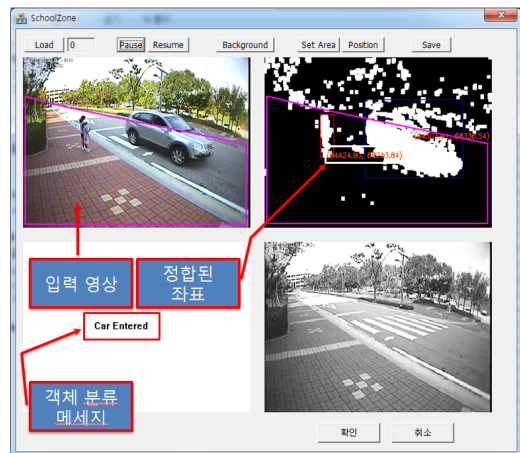 SchoolZone
Load 0 Pause Resume Background Set Area Position Save
입력 영상
정합된
좌표
Car Entered
객체 분류
메세지
확인 취소